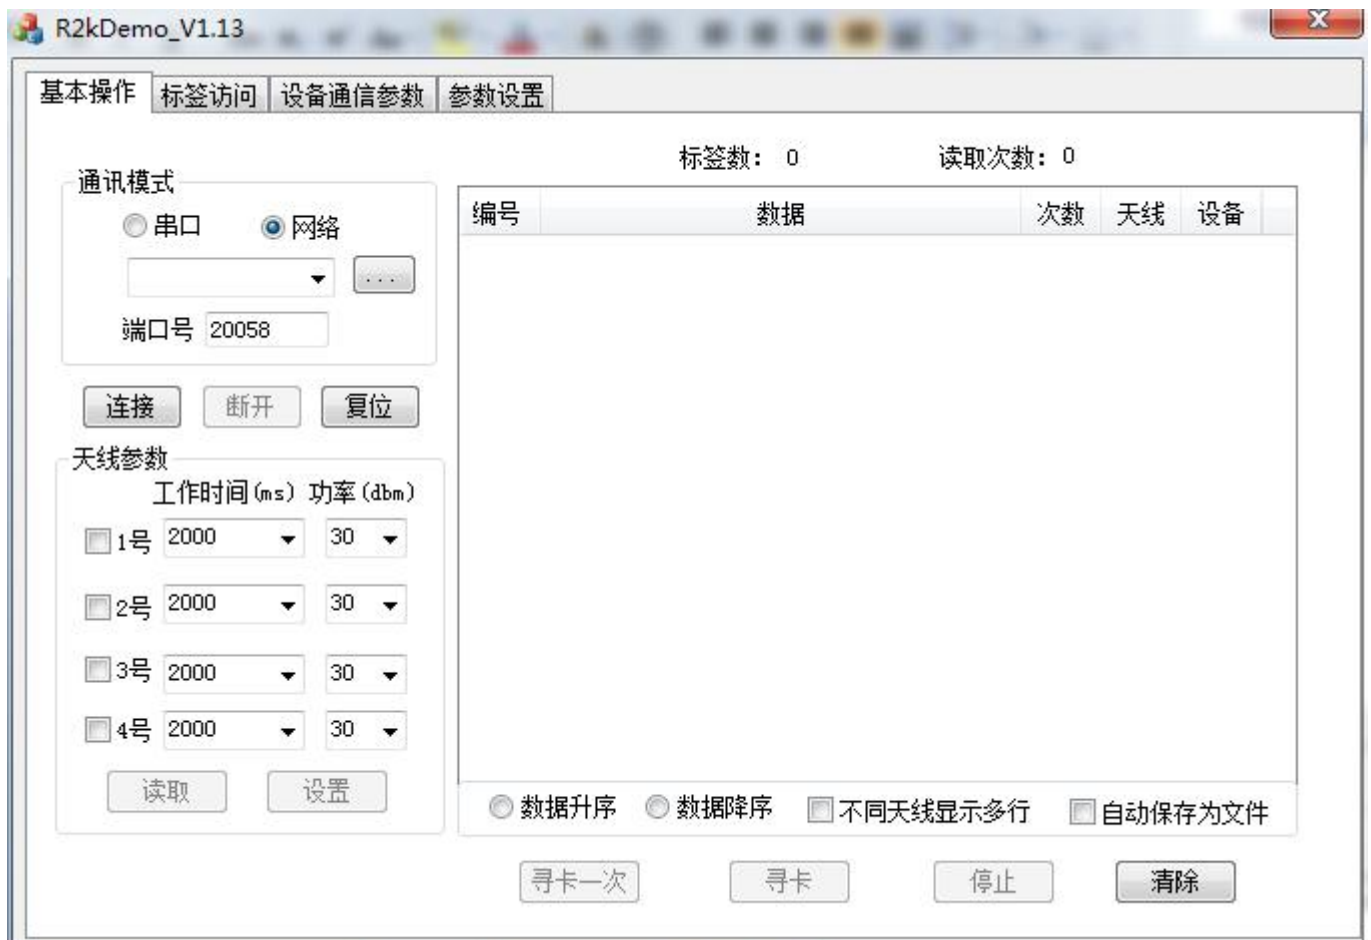 R2kDemo_V1.13
基本操作 标签访问 设备通信参数 参数设置
标签数： 0 读取次数：0
通讯模式
串口 网络
...
端口号 20058
连接 断开 复位
天线参数
工作时间(ms) 功率(dbm)
1号 2000 30
2号 2000 30
3号 2000 30
4号 2000 30
读取 设置
编号 数据 次数 天线 设备
数据升序 数据降序 不同天线显示多行 自动保存为文件
寻卡一次 寻卡 停止 清除